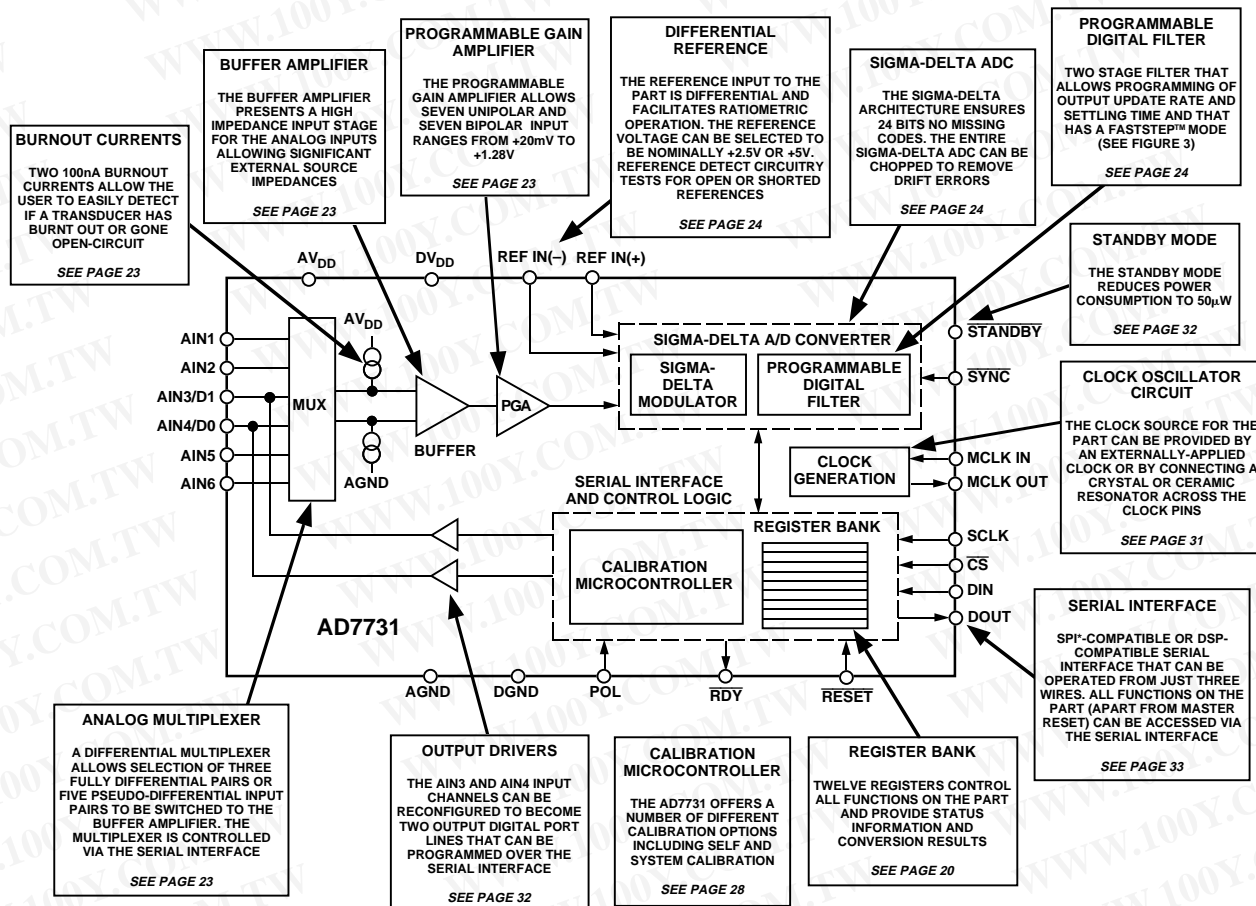 PROGRAMMABLE GAIN
AMPLIFIER
THE PROGRAMMABLE
GAIN AMPLIFIER ALLOWS
SEVEN UNIPOLAR AND
SEVEN BIPOLAR INPUT
RANGES FROM +20mV TO
+1.28V
SEE PAGE 23
DIFFERENTIAL
REFERENCE
THE REFERENCE INPUT TO THE
PART IS DIFFERENTIAL AND
FACILITATES RATIOMETRIC
OPERATION. THE REFERENCE
VOLTAGE CAN BE SELECTED TO
BE NOMINALLY +2.5V OR +5V.
REFERENCE DETECT CIRCUITRY
TESTS FOR OPEN OR SHORTED
REFERENCES
SEE PAGE 24
PROGRAMMABLE
DIGITAL FILTER
TWO STAGE FILTER THAT
ALLOWS PROGRAMMING OF
OUTPUT UPDATE RATE AND
SETTLING TIME AND THAT
HAS A FASTSTEP™ MODE
(SEE FIGURE 3)
SEE PAGE 24
BUFFER AMPLIFIER
THE BUFFER AMPLIFIER
PRESENTS A HIGH
IMPEDANCE INPUT STAGE
FOR THE ANALOG INPUTS
ALLOWING SIGNIFICANT
EXTERNAL SOURCE
IMPEDANCES
SEE PAGE 23
SIGMA-DELTA ADC
THE SIGMA-DELTA
ARCHITECTURE ENSURES
24 BITS NO MISSING
CODES. THE ENTIRE
SIGMA-DELTA ADC CAN BE
CHOPPED TO REMOVE
DRIFT ERRORS
SEE PAGE 24
BURNOUT CURRENTS
TWO 100nA BURNOUT
CURRENTS ALLOW THE
USER TO EASILY DETECT
IF A TRANSDUCER HAS
BURNT OUT OR GONE
OPEN-CIRCUIT
SEE PAGE 23
STANDBY MODE
THE STANDBY MODE
REDUCES POWER
CONSUMPTION TO 50μW
SEE PAGE 32
AVDD
DVDD
REF IN(–)
REF IN(+)
AIN1
AIN2
AIN3/D1
AIN4/D0
AIN5
AIN6
MUX
AVDD
AGND
BUFFER
PGA
SIGMA-DELTA A/D CONVERTER
SIGMA-
DELTA
MODULATOR
PROGRAMMABLE
DIGITAL
FILTER
STANDBY
SYNC
CLOCK
GENERATION
MCLK IN
MCLK OUT
CLOCK OSCILLATOR
CIRCUIT
THE CLOCK SOURCE FOR THE
PART CAN BE PROVIDED BY
AN EXTERNALLY-APPLIED
CLOCK OR BY CONNECTING A
CRYSTAL OR CERAMIC
RESONATOR ACROSS THE
CLOCK PINS
SEE PAGE 31
SERIAL INTERFACE
AND CONTROL LOGIC
REGISTER BANK
CALIBRATION
MICROCONTROLLER
SCLK
CS
DIN
DOUT
AD7731
AGND
DGND
POL
RDY
RESET
SERIAL INTERFACE
SPI*-COMPATIBLE OR DSP-
COMPATIBLE SERIAL
INTERFACE THAT CAN BE
OPERATED FROM JUST THREE
WIRES. ALL FUNCTIONS ON THE
PART (APART FROM MASTER
RESET) CAN BE ACCESSED VIA
THE SERIAL INTERFACE
SEE PAGE 33
ANALOG MULTIPLEXER
A DIFFERENTIAL MULTIPLEXER
ALLOWS SELECTION OF THREE
FULLY DIFFERENTIAL PAIRS OR
FIVE PSEUDO-DIFFERENTIAL INPUT
PAIRS TO BE SWITCHED TO THE
BUFFER AMPLIFIER. THE
MULTIPLEXER IS CONTROLLED
VIA THE SERIAL INTERFACE
SEE PAGE 23
OUTPUT DRIVERS
THE AIN3 AND AIN4 INPUT
CHANNELS CAN BE
RECONFIGURED TO BECOME
TWO OUTPUT DIGITAL PORT
LINES THAT CAN BE
PROGRAMMED OVER THE
SERIAL INTERFACE
SEE PAGE 32
CALIBRATION
MICROCONTROLLER
THE AD7731 OFFERS A
NUMBER OF DIFFERENT
CALIBRATION OPTIONS
INCLUDING SELF AND
SYSTEM CALIBRATION
SEE PAGE 28
REGISTER BANK
TWELVE REGISTERS CONTROL
ALL FUNCTIONS ON THE PART
AND PROVIDE STATUS
INFORMATION AND
CONVERSION RESULTS
SEE PAGE 20
WWW.100Y.COM.TW